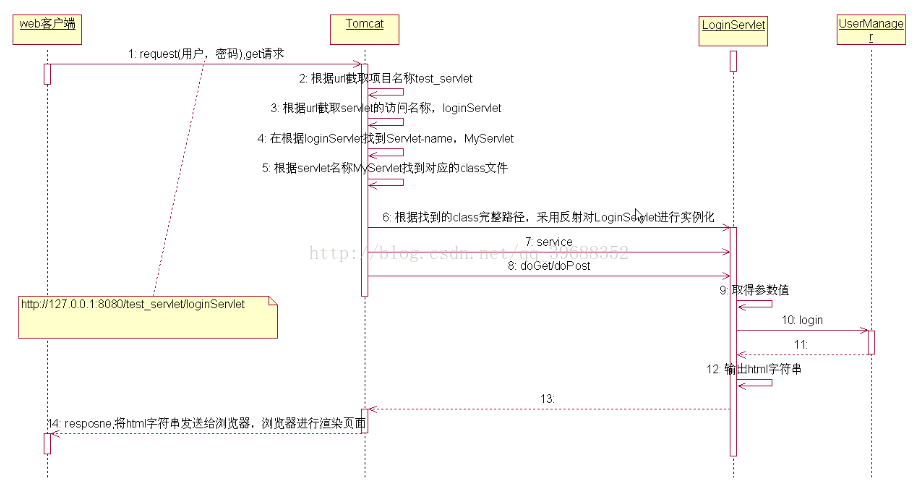 web客户端
Tomcat
LoginServlet
UserManage
r
1: request(用户，密码),get请求
2: 根据url截取项目名称test_servlet
3: 根据url截取servlet的访问名称，loginServlet
4: 在根据loginServlet找到Servlet-name，MyServlet
5: 根据servlet名称MyServlet找到对应的class文件
6: 根据找到的class完整路径，采用反射对LoginServlet进行实例化
7: service
http://blog.csdn.net/qq_39688352
8: doGet/doPost
9: 取得参数值
http://127.0.0.1:8080/test_servlet/loginServlet
10: login
11:
12: 输出html字符串
13:
14: resposne,将html字符串发送给浏览器，浏览器进行渲染页面